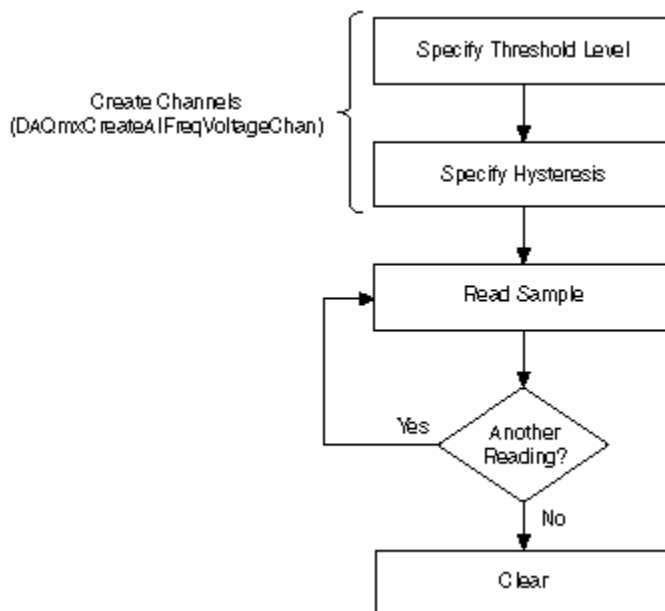 Specify Threshold Level
Create Channels
(DAQmxCreateAIFreqVoltageChan)
Specify Hysteresis
Read Sample
Yes
Another
Reading?
No
Clear